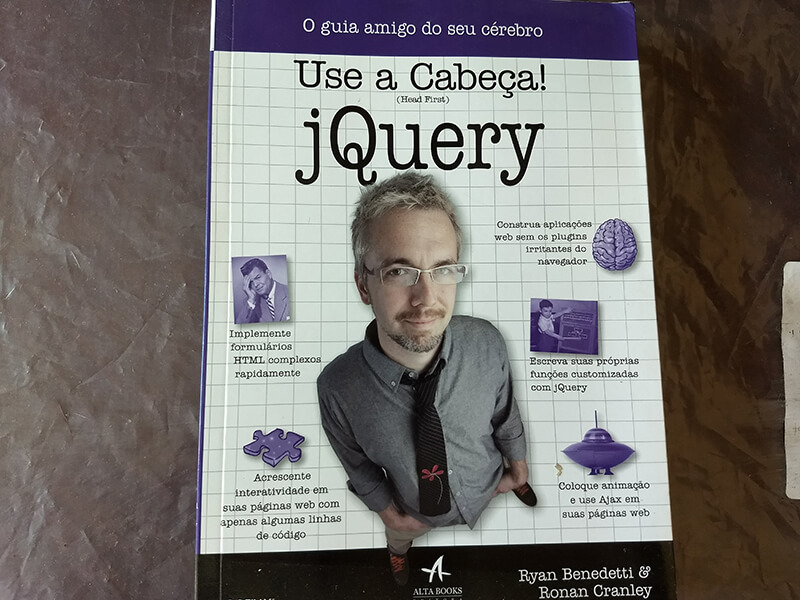 O guia amigo do seu cérebro
Use a Cabeça!
(Head First)
jQuery
Construa aplicações
web sem os plugins
irritantes do
navegador
Implemente
formulários
HTML complexos
rapidamente
Escreva suas próprias
funções customizadas
com jQuery
Acrescente
interatividade em
suas páginas web com
apenas algumas linhas
de código
Coloque animação
e use Ajax em
suas páginas web
ALTA BOOKS
Ryan Benedetti &
Ronan Cranley